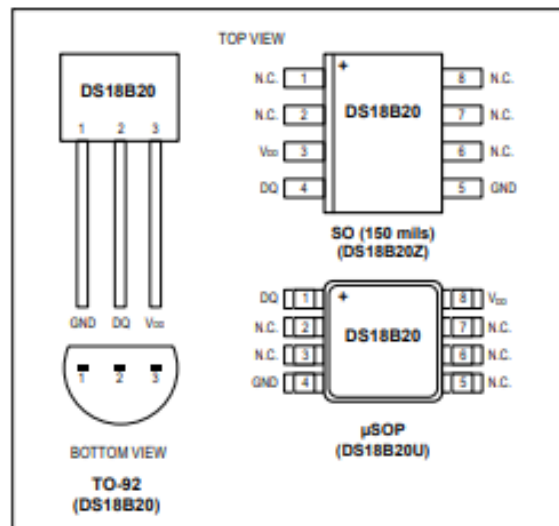 TOP VIEW
DS18B20
1 2 3
GND DQ VDD
1 2 3
BOTTOM VIEW
TO-92
(DS18B20)
+
DS18B20
N.C. 1 8 N.C.
N.C. 2 7 N.C.
VDD 3 6 N.C.
DQ 4 5 GND
SO (150 mils)
(DS18B20Z)
+
DS18B20
DQ 1 8 VDD
N.C. 2 7 N.C.
N.C. 3 6 N.C.
GND 4 5 N.C.
µSOP
(DS18B20U)